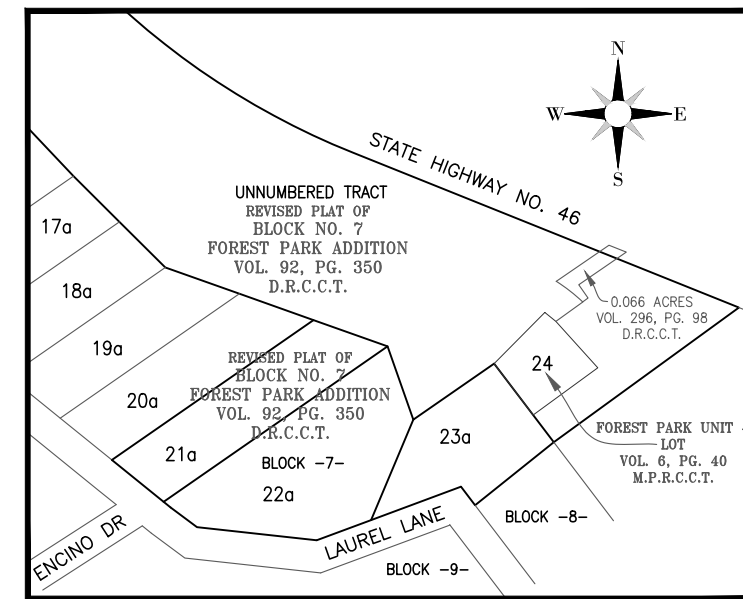 N
W
E
S
STATE HIGHWAY NO. 46
UNNUMBERED TRACT
REVISED PLAT OF
BLOCK NO. 7
FOREST PARK ADDITION
VOL. 92, PG. 350
D.R.C.C.T.
17a
18a
19a
20a
21a
22a
REVISED PLAT OF
BLOCK NO. 7
FOREST PARK ADDITION
VOL. 92, PG. 350
D.R.C.C.T.
BLOCK -7-
23a
24
0.066 ACRES
VOL. 296, PG. 98
D.R.C.C.T.
FOREST PARK UNIT
LOT
VOL. 6, PG. 40
M.P.R.C.C.T.
BLOCK -8-
LAUREL LANE
ENCINO DR
BLOCK -9-